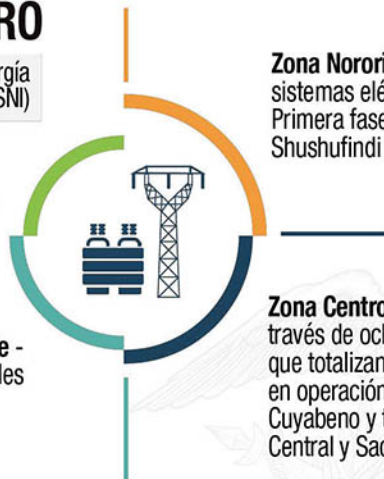 RO
rgía
SNI)
Zona Norori
sistemas elé
Primera fase
Shushufindi
e -
les
Zona Centro
través de och
que totalizan
en operación
Cuyabeno y
Central y Sac